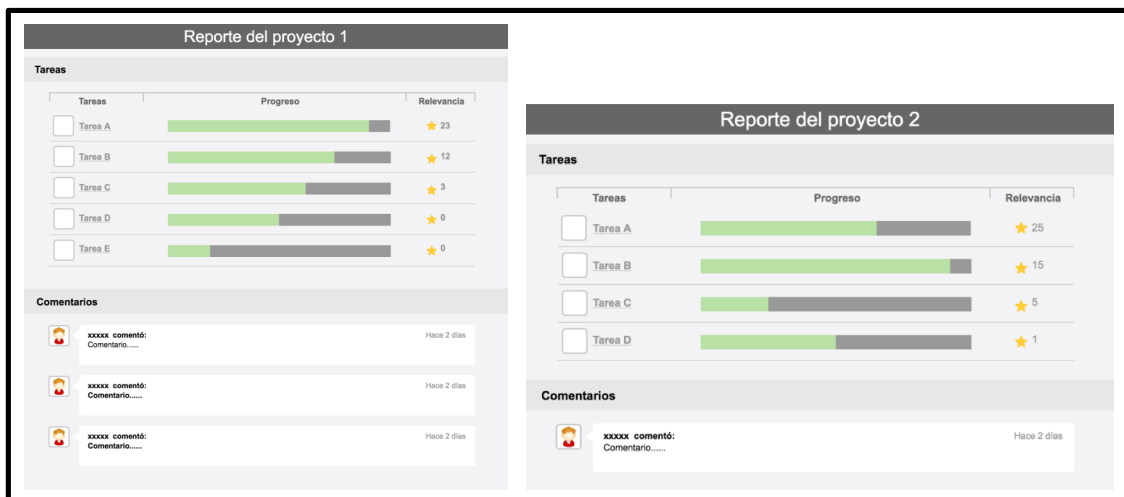 Reporte del proyecto 1
Tareas
Tareas Progreso Relevancia
Tarea A 23
Tarea B 12
Tarea C 3
Tarea D 0
Tarea E 0
Comentarios
xxxxx comentó: Hace 2 días
Comentario......
xxxxx comentó: Hace 2 días
Comentario......
xxxxx comentó: Hace 2 días
Comentario......
Reporte del proyecto 2
Tareas
Tareas Progreso Relevancia
Tarea A 25
Tarea B 15
Tarea C 5
Tarea D 1
Comentarios
xxxxx comentó: Hace 2 días
Comentario......